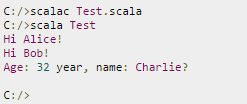 C:/>scalac Test.scala
C:/>scala Test
Hi Alice!
Hi Bob!
Age: 32 year, name: Charlie?
C:/>